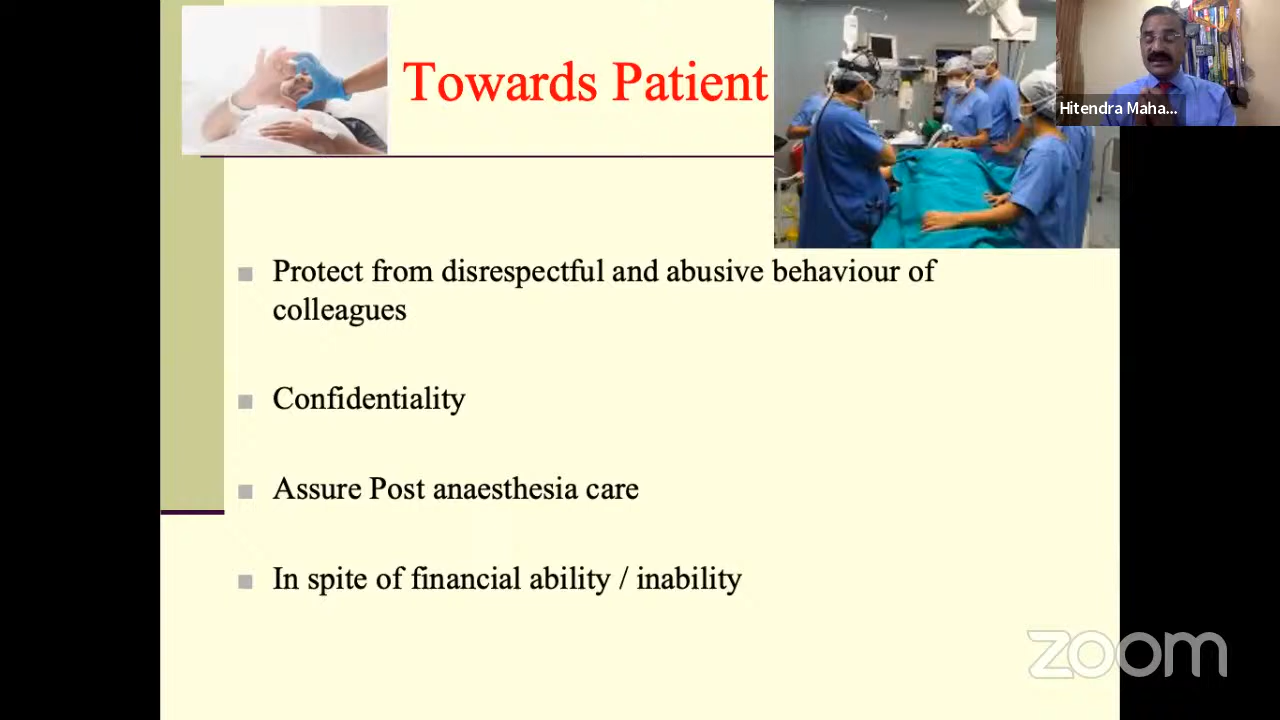 Towards Patient
Hitendra Maha...
Protect from disrespectful and abusive behaviour of
colleagues
Confidentiality
Assure Post anaesthesia care
In spite of financial ability / inability
zoom